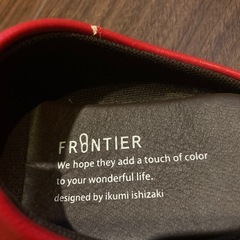 FRONTIER
We hope they add a touch of color
to your wonderful life.
designed by ikumi ishizaki